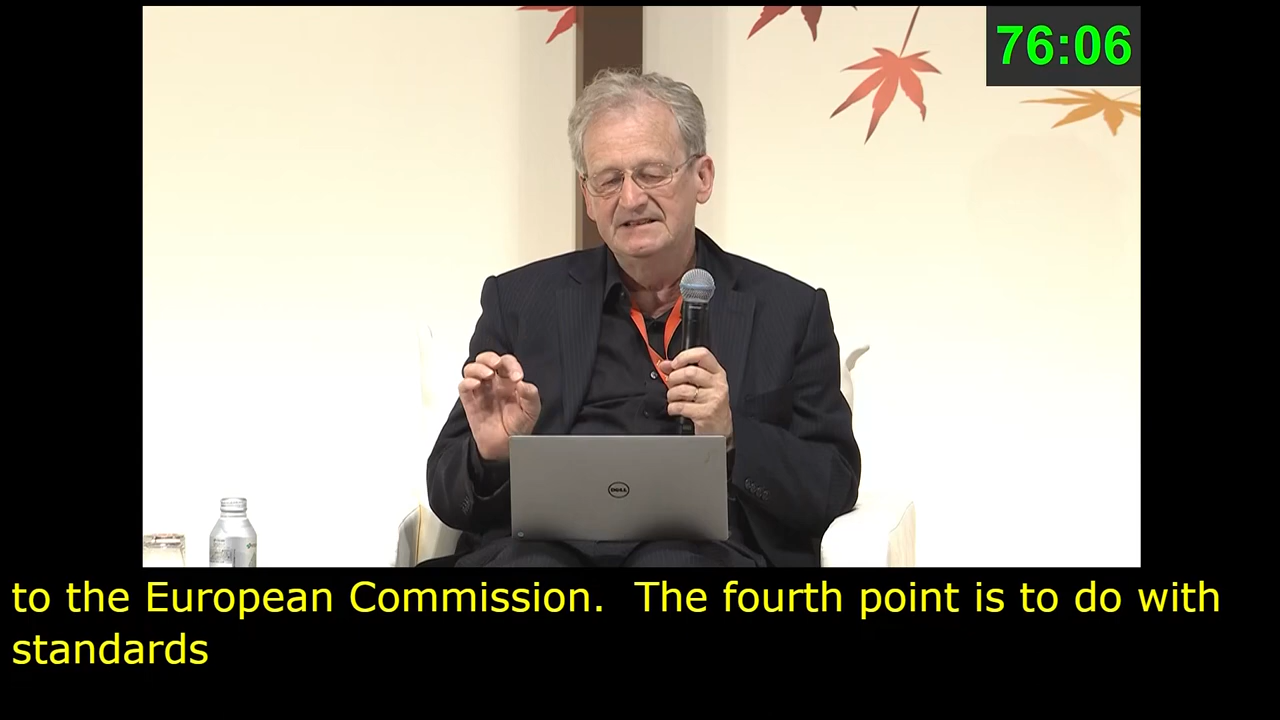 76:06
DELL
to the European Commission.  The fourth point is to do with
standards